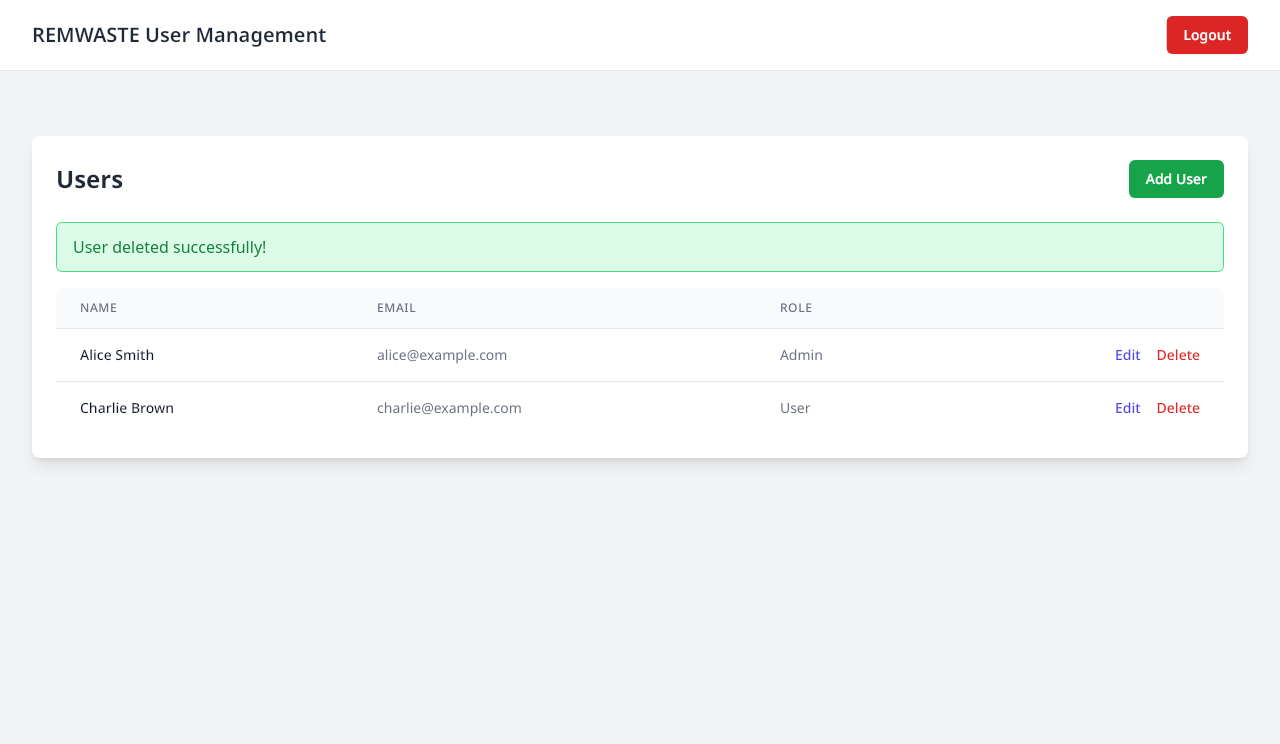 REMWASTE User Management Logout
Users Add User
User deleted successfully!
NAME EMAIL ROLE
Alice Smith alice@example.com Admin Edit Delete
Charlie Brown charlie@example.com User Edit Delete